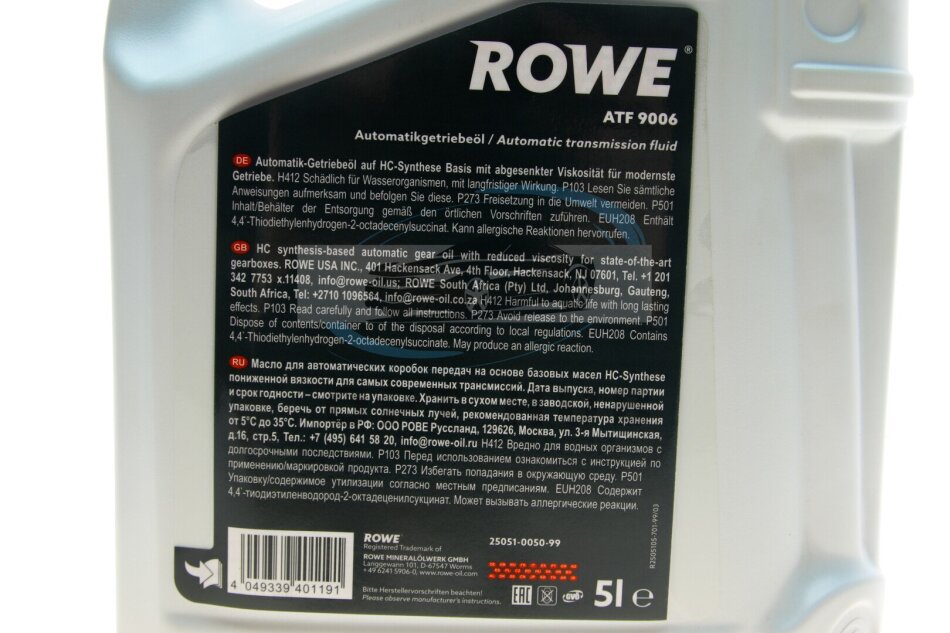 ROWE®
ATF 9006
Automatikgetriebeöl / Automatic transmission fluid
DE Automatik-Getriebeöl auf HC-Synthese Basis mit abgesenkter Viskosität für modernste
Getriebe. H412 Schädlich für Wasserorganismen, mit langfristiger Wirkung. P103 Lesen Sie sämtliche
Anweisungen aufmerksam und befolgen Sie diese. P273 Freisetzung in die Umwelt vermeiden. P501
Inhalt/Behälter der Entsorgung gemäß den örtlichen Vorschriften zuführen. EUH208 Enthält
4,4´-Thiodiethylenhydrogen-2-octadecenylsuccinat. Kann allergische Reaktionen hervorrufen.
GB HC synthesis-based automatic gear oil with reduced viscosity for state-of-the-art
gearboxes. ROWE USA INC., 401 Hackensack Ave, 4th Floor, Hackensack, NJ 07601, Tel. +1 201
342 7753 x.11408, info@rowe-oil.us; ROWE South Africa (Pty) Ltd, Johannesburg, Gauteng,
South Africa, Tel: +2710 1096564, info@rowe-oil.co.za H412 Harmful to aquatic life with long lasting
effects. P103 Read carefully and follow all instructions. P273 Avoid release to the environment. P501
Dispose of contents/container to of the disposal according to local regulations. EUH208 Contains
4,4´-Thiodiethylenhydrogen-2-octadecenylsuccinate. May produce an allergic reaction.
RU Масло для автоматических коробок передач на основе базовых масел HC-Synthese
пониженной вязкости для самых современных трансмиссий. Дата выпуска, номер партии
и срок годности – смотрите на упаковке. Хранить в сухом месте, в заводской, ненарушенной
упаковке, беречь от прямых солнечных лучей, рекомендованная температура хранения
от 5°C до 35°C. Импортёр в РФ: ООО РОВЕ Руссланд, 129626, Москва, ул. 3-я Мытищинская,
д.16, стр.5, Тел.: +7 (495) 641 58 20, info@rowe-oil.ru H412 Вредно для водных организмов с
долгосрочными последствиями. P103 Перед использованием ознакомиться с инструкцией по
применению/маркировкой продукта. P273 Избегать попадания в окружающую среду. P501
Упаковку/содержимое утилизации согласно местным предписаниям. EUH208 Содержит
4,4´-тиодиэтиленводород-2-октадеценилсукцинат. Может вызывать аллергические реакции.
ROWE
Registered Trademark of
ROWE MINERALÖLWERK GMBH
Langgewann 101, D-67547 Worms
+49 6241 5906-0, www.rowe-oil.com
Bitte Herstellervorschriften beachten!
Please observe manufacturer's instructions.
4 049339 401191
25051-0050-99
EAC GVÖ 5l e
R2505105-701-99/03